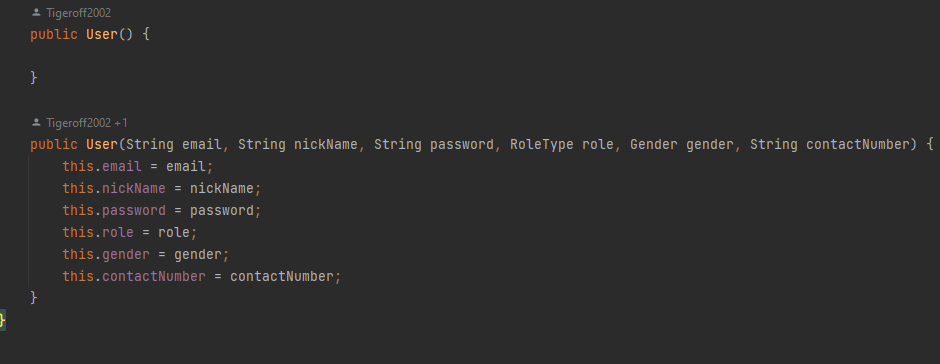 Tigeroff2002
public User() {
}
Tigeroff2002 +1
public User(String email, String nickName, String password, RoleType role, Gender gender, String contactNumber) {
this.email = email;
this.nickName = nickName;
this.password = password;
this.role = role;
this.gender = gender;
this.contactNumber = contactNumber;
}
}